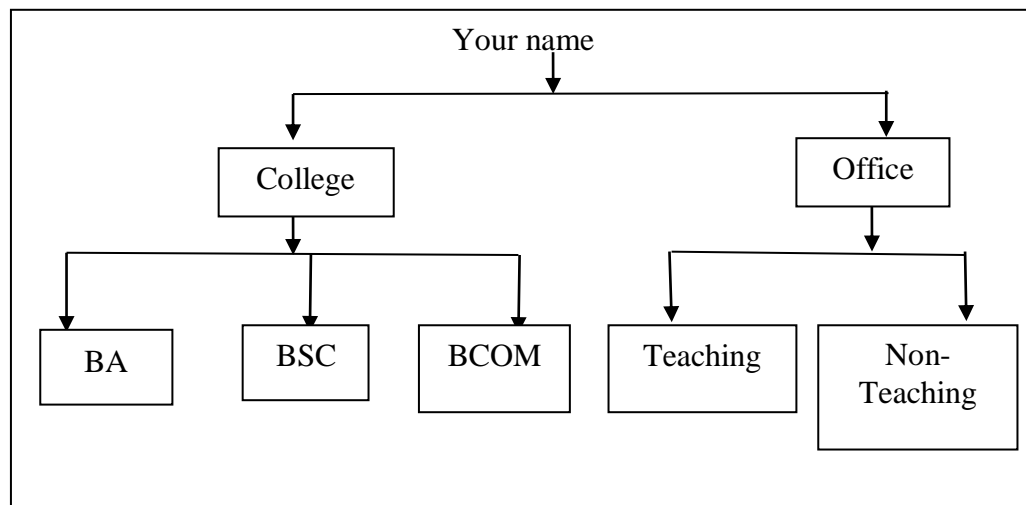 Your name
College
Office
BA
BSC
BCOM
Teaching
Non-
Teaching